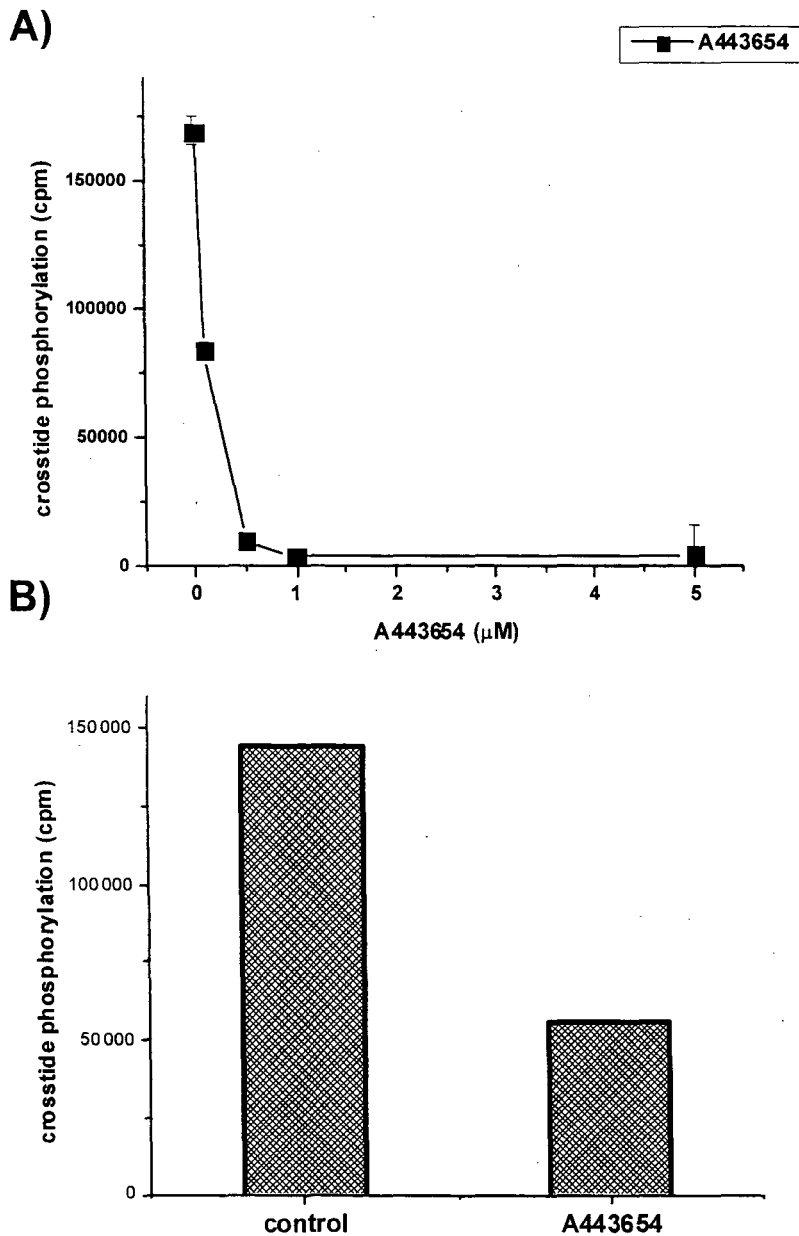 A)
A443654
crosstide phosphorylation (cpm)
150000
100000
50000
0
0 1 2 3 4 5
A443654 (μM)
B)
crosstide phosphorylation (cpm)
150000
100000
50000
0
control A443654